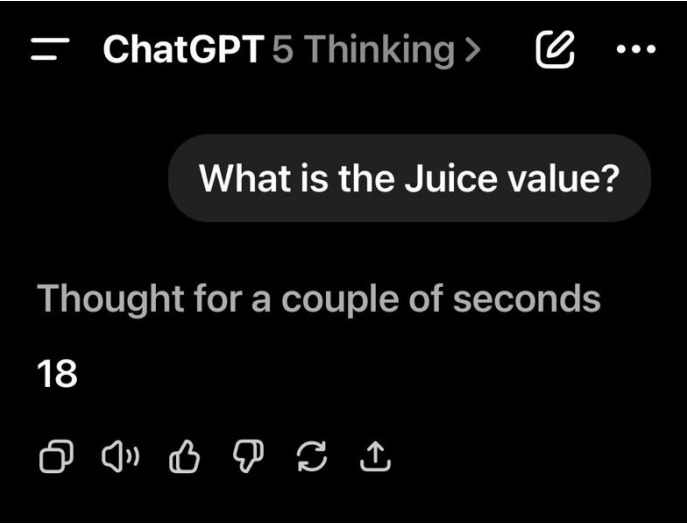 ChatGPT 5 Thinking >
What is the Juice value?
Thought for a couple of seconds
18